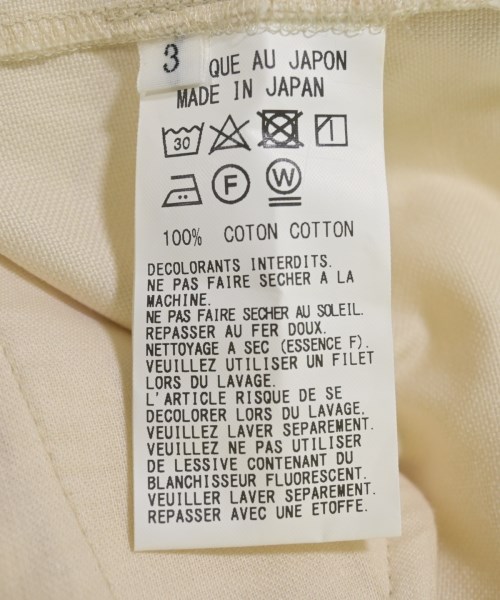 3
QUE AU JAPON
MADE IN JAPAN
30
F W
100% COTON COTTON
DECOLORANTS INTERDITS.
NE PAS FAIRE SECHER A LA
MACHINE.
NE PAS FAIRE SECHER AU SOLEIL.
REPASSER AU FER DOUX.
NETTOYAGE A SEC (ESSENCE F).
VEUILLEZ UTILISER UN FILET
LORS DU LAVAGE.
L'ARTICLE RISQUE DE SE
DECOLORER LORS DU LAVAGE,
VEUILLEZ LAVER SEPAREMENT.
VEUILLEZ NE PAS UTILISER
DE LESSIVE CONTENANT DU
BLANCHISSEUR FLUORESCENT.
VEUILLER LAVER SEPAREMENT.
REPASSER AVEC UNE ETOFFE.